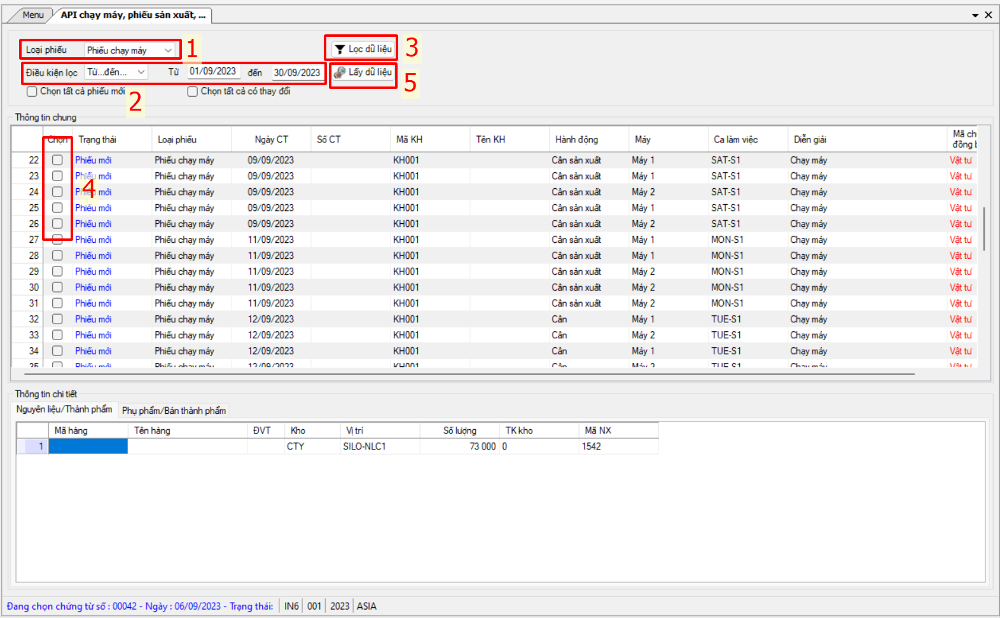 Menu API chạy máy, phiếu sản xuất, ...
Loại phiếu Phiếu chạy máy 1 Lọc dữ liệu 3
Điều kiện lọc Từ...đến... Từ 01/09/2023 đến 30/09/2023 Lấy dữ liệu 5
Chọn tất cả phiếu mới 2 Chọn tất cả có thay đổi
Thông tin chung
Chọn Trạng thái Loại phiếu Ngày CT Số CT Mã KH Tên KH Hành động Máy Ca làm việc Diễn giải Mã ch
đồng b
22 Phiếu mới Phiếu chạy máy 09/09/2023 KH001 Cân sản xuất Máy 1 SAT-S1 Chạy máy Vật tư
23 Phiếu mới Phiếu chạy máy 09/09/2023 KH001 Cân sản xuất Máy 1 SAT-S1 Chạy máy Vật tư
4
24 Phiếu mới Phiếu chạy máy 09/09/2023 KH001 Cân sản xuất Máy 2 SAT-S1 Chạy máy Vật tư
25 Phiếu mới Phiếu chạy máy 09/09/2023 KH001 Cân sản xuất Máy 1 SAT-S1 Chạy máy Vật tư
26 Phiếu mới Phiếu chạy máy 09/09/2023 KH001 Cân sản xuất Máy 2 SAT-S1 Chạy máy Vật tư
27 Phiếu mới Phiếu chạy máy 11/09/2023 KH001 Cân sản xuất Máy 1 MON-S1 Chạy máy Vật tư
28 Phiếu mới Phiếu chạy máy 11/09/2023 KH001 Cân sản xuất Máy 1 MON-S1 Chạy máy Vật tư
29 Phiếu mới Phiếu chạy máy 11/09/2023 KH001 Cân sản xuất Máy 2 MON-S1 Chạy máy Vật tư
30 Phiếu mới Phiếu chạy máy 11/09/2023 KH001 Cân sản xuất Máy 2 MON-S1 Chạy máy Vật tư
31 Phiếu mới Phiếu chạy máy 11/09/2023 KH001 Cân sản xuất Máy 2 MON-S1 Chạy máy Vật tư
32 Phiếu mới Phiếu chạy máy 12/09/2023 KH001 Cân Máy 1 TUE-S1 Chạy máy Vật tư
33 Phiếu mới Phiếu chạy máy 12/09/2023 KH001 Cân Máy 2 TUE-S1 Chạy máy Vật tư
34 Phiếu mới Phiếu chạy máy 12/09/2023 KH001 Cân Máy 1 TUE-S1 Chạy máy Vật tư
35 Phiếu mới Phiếu chạy máy 12/09/2023 KH001 Cân Máy 2 TUE-S1 Chạy máy Vật tư
Thông tin chi tiết
Nguyên liệu/Thành phẩm Phụ phẩm/Bán thành phẩm
Mã hàng Tên hàng ĐVT Kho Vị trí Số lượng TK kho Mã NX
1 CTY SILO-NLC1 73 000 0 1542
Đang chọn chứng từ số : 00042 - Ngày : 06/09/2023 - Trạng thái: IN6 001 2023 ASIA